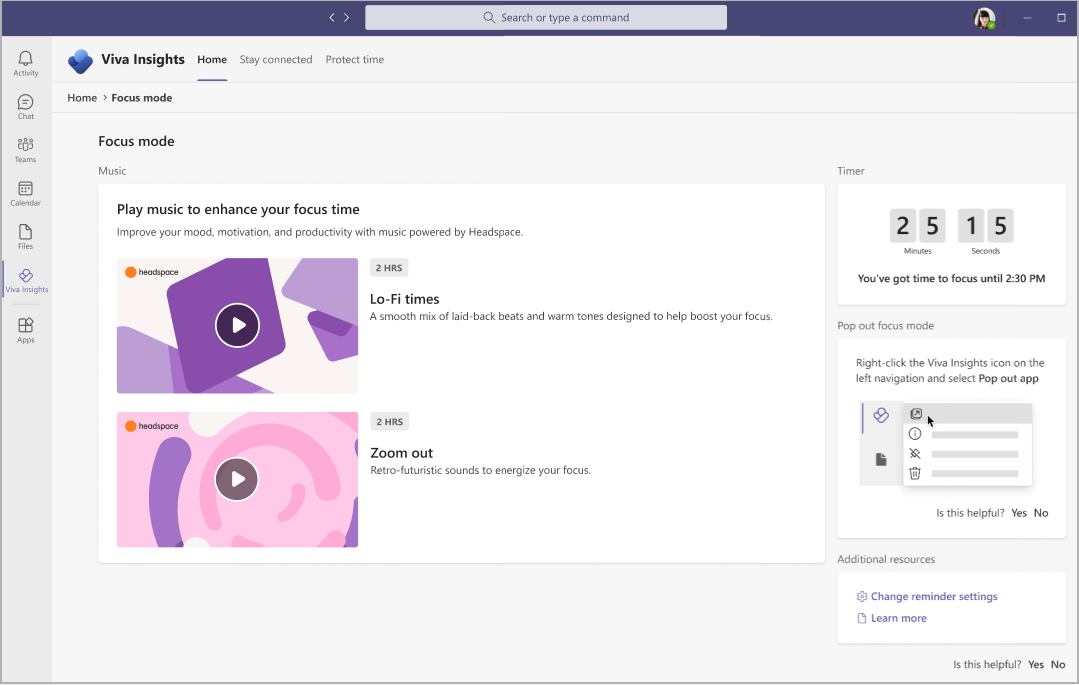 Search or type a command
Activity
Chat
Teams
Calendar
Files
Viva Insights
Apps
Viva Insights Home Stay connected Protect time
Home > Focus mode
Focus mode
Music
Play music to enhance your focus time
Improve your mood, motivation, and productivity with music powered by Headspace.
headspace
2 HRS
Lo-Fi times
A smooth mix of laid-back beats and warm tones designed to help boost your focus.
headspace
2 HRS
Zoom out
Retro-futuristic sounds to energize your focus.
Timer
2 5 1 5
Minutes Seconds
You've got time to focus until 2:30 PM
Pop out focus mode
Right-click the Viva Insights icon on the
left navigation and select Pop out app
Is this helpful? Yes No
Additional resources
Change reminder settings
Learn more
Is this helpful? Yes No